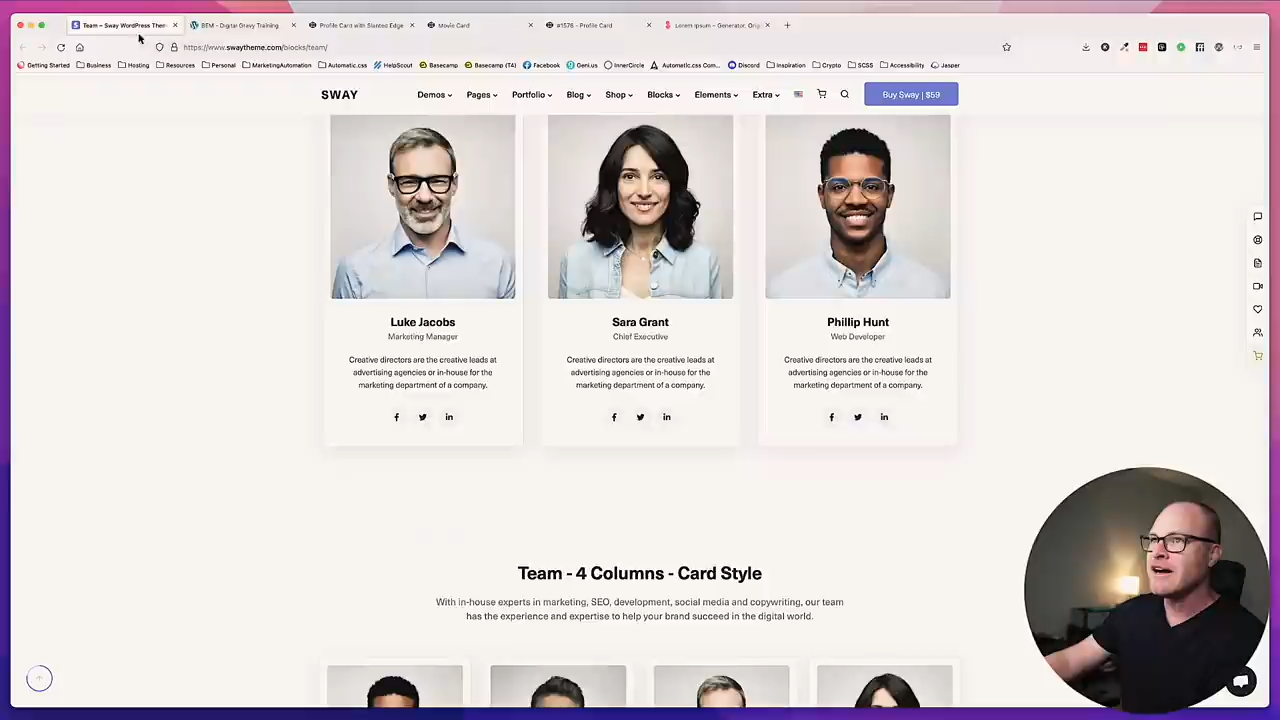 Team – Sway WordPress Them
BEM - Digital Gravy Training
Profile Card with Slanted Edge
Movie Card
#1576 - Profile Card
Lorem Ipsum – Generator, Orig
https://www.swaytheme.com/blocks/team/
Getting Started
Business
Hosting
Resources
Personal
MarketingAutomation
Automatic.css
HelpScout
Basecamp
Basecamp (T4)
Facebook
Geni.us
InnerCircle
Automatic.css Com...
Discord
Inspiration
Crypto
SCSS
Accessibility
Jasper
SWAY
Demos
Pages
Portfolio
Blog
Shop
Blocks
Elements
Extra
Buy Sway | $59
Luke Jacobs
Marketing Manager
Creative directors are the creative leads at
advertising agencies or in-house for the
marketing department of a company.
Sara Grant
Chief Executive
Creative directors are the creative leads at
advertising agencies or in-house for the
marketing department of a company.
Phillip Hunt
Web Developer
Creative directors are the creative leads at
advertising agencies or in-house for the
marketing department of a company.
Team - 4 Columns - Card Style
With in-house experts in marketing, SEO, development, social media and copywriting, our team
has the experience and expertise to help your brand succeed in the digital world.